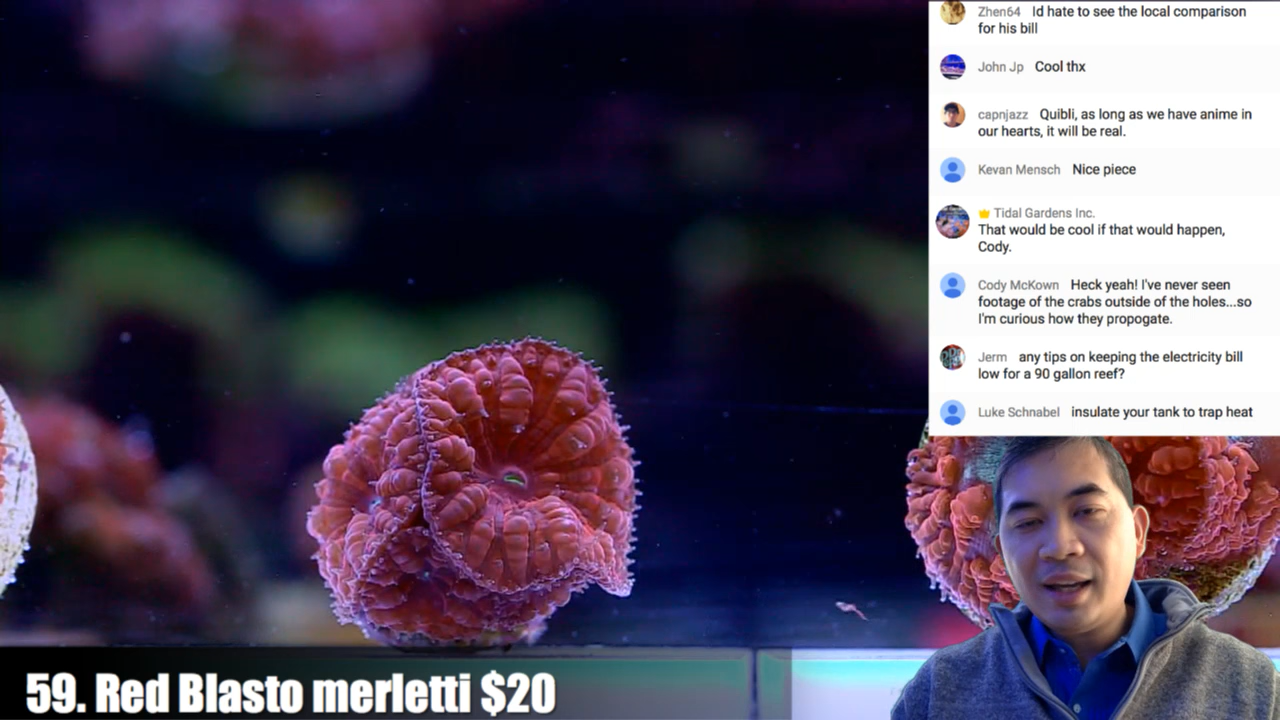 Zhen64 Id hate to see the local comparison
for his bill
John Jp Cool thx
capnjazz Quibli, as long as we have anime in
our hearts, it will be real.
Kevan Mensch Nice piece
Tidal Gardens Inc.
That would be cool if that would happen,
Cody.
Cody McKown Heck yeah! I've never seen
footage of the crabs outside of the holes...so
I'm curious how they propogate.
Jerm any tips on keeping the electricity bill
low for a 90 gallon reef?
Luke Schnabel insulate your tank to trap heat
59. Red Blasto merletti $20